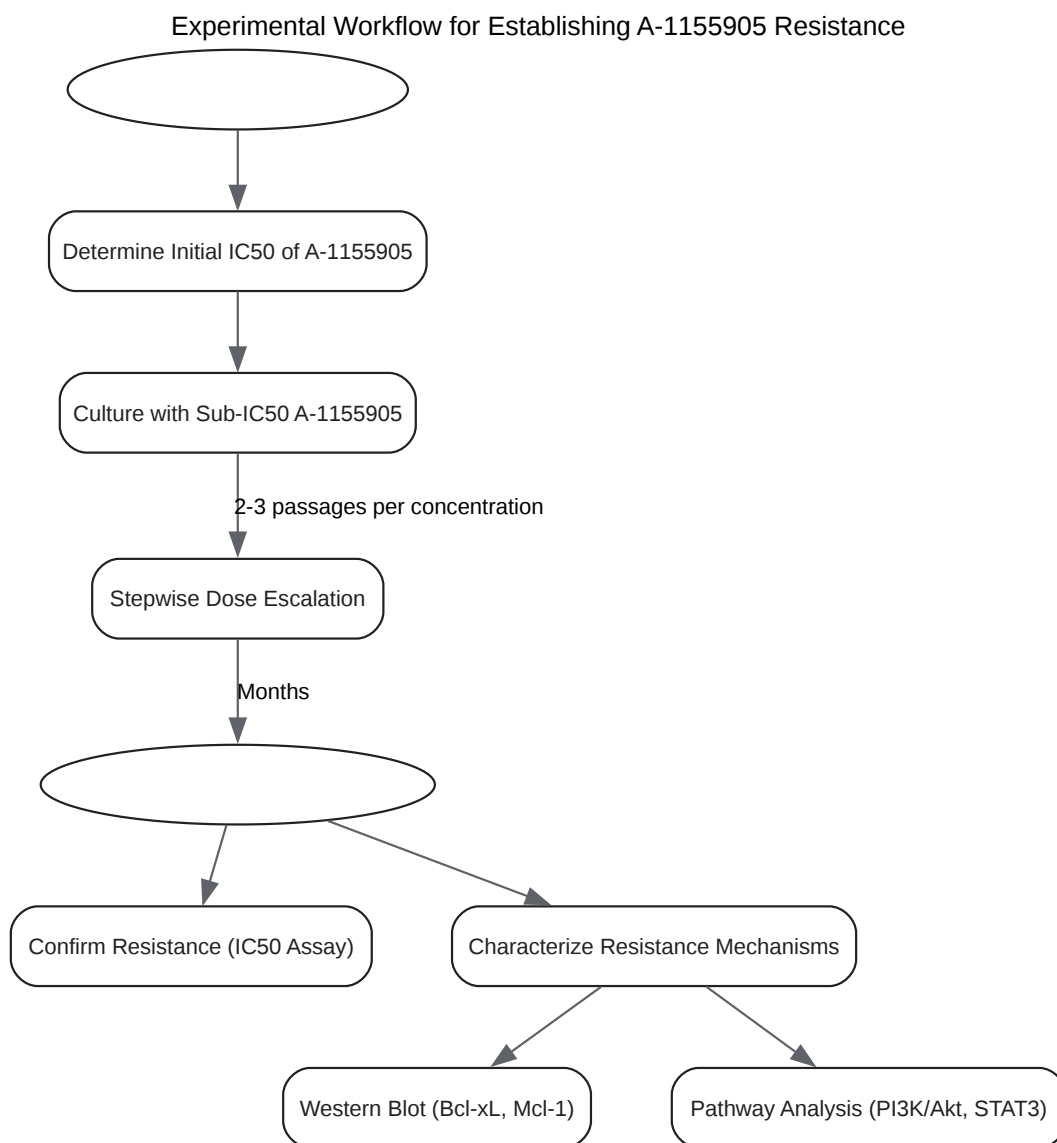 Experimental Workflow for Establishing A-1155905 Resistance
Determine Initial IC50 of A-1155905
Culture with Sub-IC50 A-1155905
2-3 passages per concentration
Stepwise Dose Escalation
Months
Confirm Resistance (IC50 Assay)
Characterize Resistance Mechanisms
Western Blot (Bcl-xL, Mcl-1)
Pathway Analysis (PI3K/Akt, STAT3)